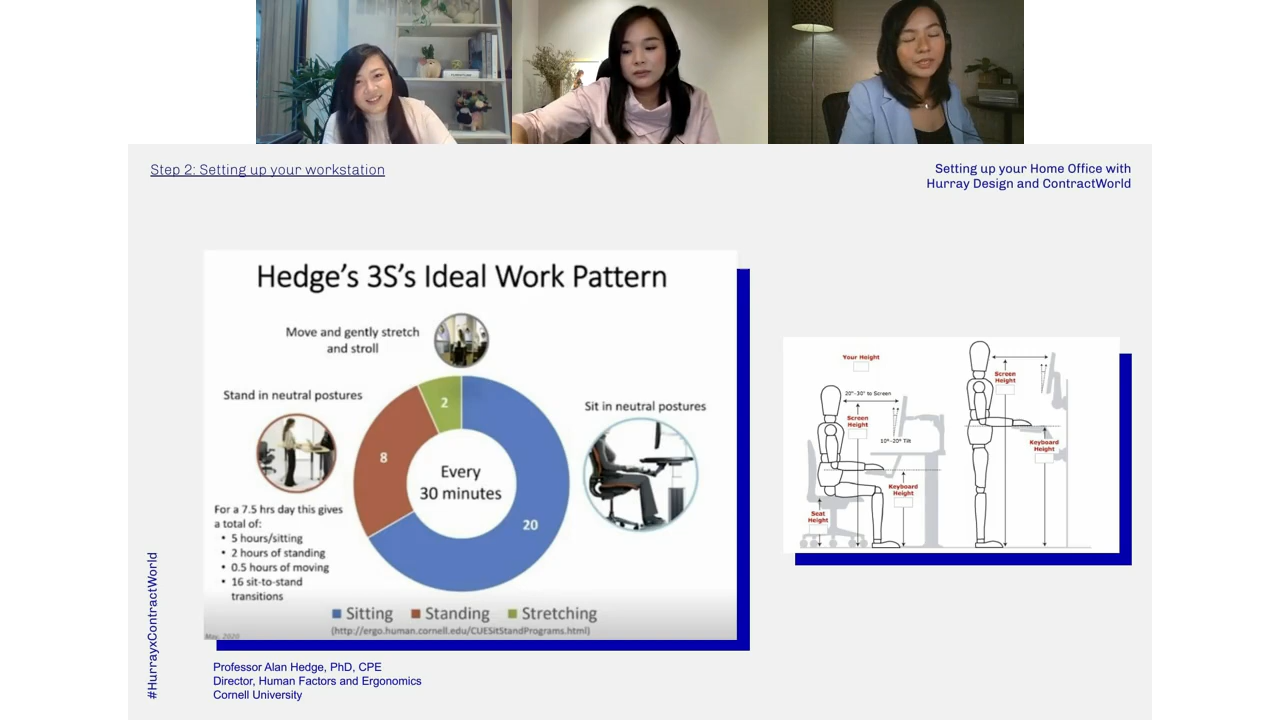 Step 2: Setting up your workstation
Setting up your Home Office with
Hurray Design and ContractWorld
Hedge's 3S's Ideal Work Pattern
Move and gently stretch
and stroll
Stand in neutral postures
Sit in neutral postures
2
8
20
Every
30 minutes
For a 7.5 hrs day this gives
a total of:
• 5 hours/sitting
• 2 hours of standing
• 0.5 hours of moving
• 16 sit-to-stand
transitions
Sitting
Standing
Stretching
(http://ergo.human.cornell.edu/CUESitStandPrograms.html)
May, 2020
Your Height
20"-30" to Screen
Screen
Height
10°-20° Tilt
Keyboard
Height
Seat
Height
Screen
Height
Keyboard
Height
#HurrayxContractWorld
Professor Alan Hedge, PhD, CPE
Director, Human Factors and Ergonomics
Cornell University